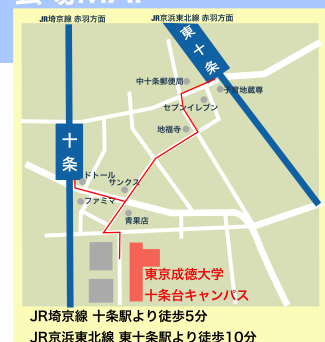 JR埼京線 赤羽方面
JR京浜東北線 赤羽方面
東十条
中十条郵便局
セブンイレブン
地福寺
十条
ドトール
サンクス
ファミマ
青果店
東京成徳大学
十条台キャンパス
JR埼京線 十条駅より徒歩5分
JR京浜東北線 東十条駅より徒歩10分